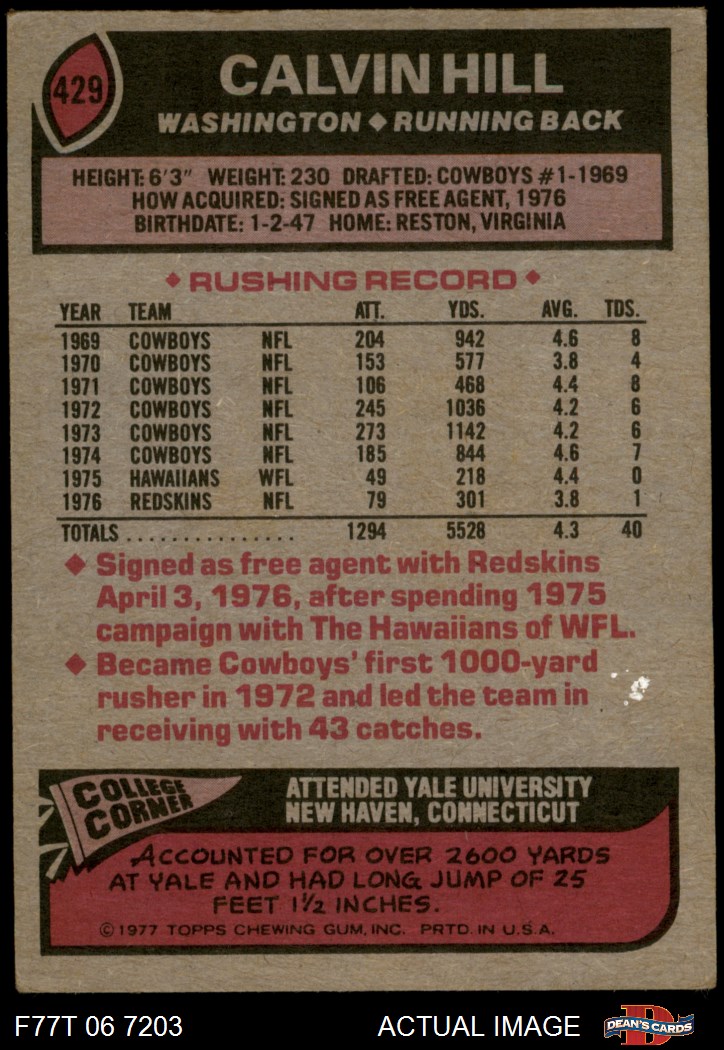 429
CALVIN HILL
WASHINGTON ◆ RUNNING BACK
HEIGHT: 6'3" WEIGHT: 230 DRAFTED: COWBOYS #1-1969
HOW ACQUIRED: SIGNED AS FREE AGENT, 1976
BIRTHDATE: 1-2-47 HOME: RESTON, VIRGINIA
◆ RUSHING RECORD ◆
YEAR TEAM ATT. YDS. AVG. TDS.
1969 COWBOYS NFL 204 942 4.6 8
1970 COWBOYS NFL 153 577 3.8 4
1971 COWBOYS NFL 106 468 4.4 8
1972 COWBOYS NFL 245 1036 4.2 6
1973 COWBOYS NFL 273 1142 4.2 6
1974 COWBOYS NFL 185 844 4.6 7
1975 HAWAIIANS WFL 49 218 4.4 0
1976 REDSKINS NFL 79 301 3.8 1
TOTALS ............... 1294 5528 4.3 40
◆ Signed as free agent with Redskins
April 3, 1976, after spending 1975
campaign with The Hawaiians of WFL.
◆ Became Cowboys' first 1000-yard
rusher in 1972 and led the team in
receiving with 43 catches.
COLLEGE
CORNER
ATTENDED YALE UNIVERSITY
NEW HAVEN, CONNECTICUT
ACCOUNTED FOR OVER 2600 YARDS
AT YALE AND HAD LONG JUMP OF 25
FEET 1½ INCHES.
©1977 TOPPS CHEWING GUM, INC. PRTD. IN U.S.A.
F77T 06 7203 ACTUAL IMAGE
D
DEAN'S CARDS